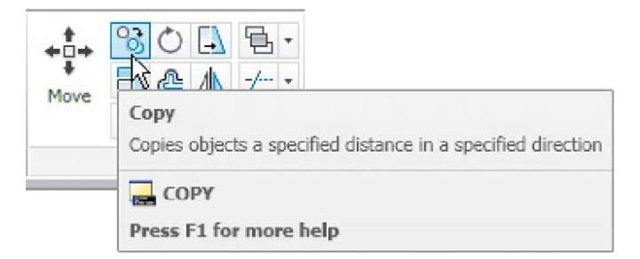 Move
Copy
Copies objects a specified distance in a specified direction
COPY
Press F1 for more help